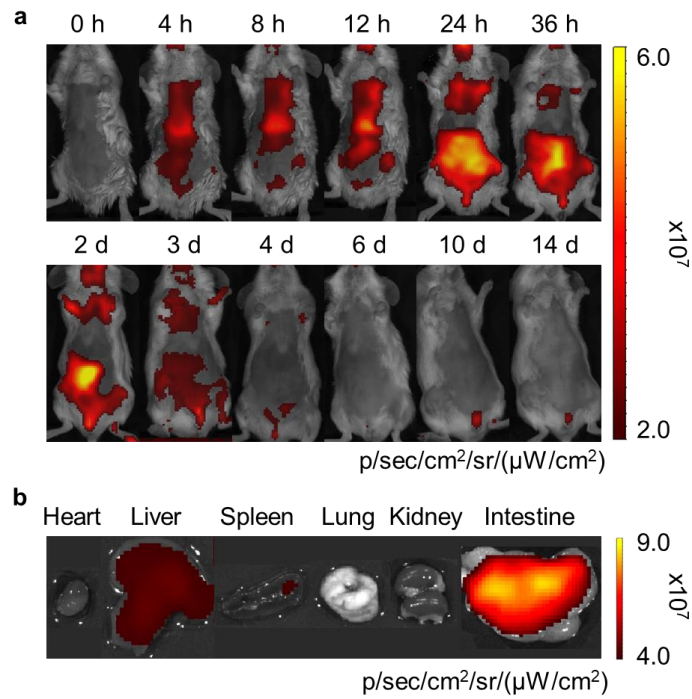 a
0 h 4 h 8 h 12 h 24 h 36 h
6.0
x10⁷
2 d 3 d 4 d 6 d 10 d 14 d
2.0
p/sec/cm²/sr/(µW/cm²)
b
Heart Liver Spleen Lung Kidney Intestine
9.0
x10⁷
4.0
p/sec/cm²/sr/(µW/cm²)